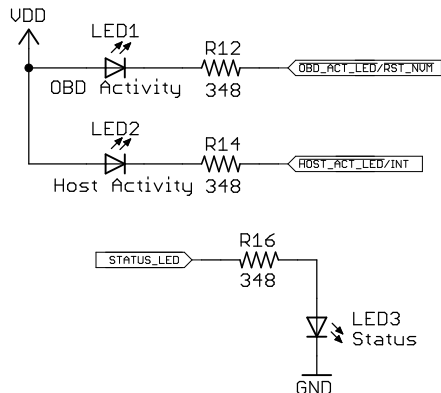 VDD
LED1
R12
OBD_ACT_LED/RST_NVM
OBD Activity
348
LED2
R14
HOST_ACT_LED/INT
Host Activity
348
R16
STATUS_LED
348
LED3
Status
GND